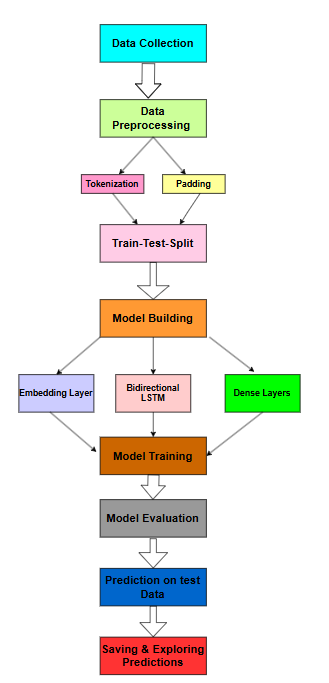 Data Collection
Data
Preprocessing
Tokenization
Padding
Train-Test-Split
Model Building
Embedding Layer
Bidirectional
LSTM
Dense Layers
Model Training
Model Evaluation
Prediction on test
Data
Saving & Exploring
Predictions